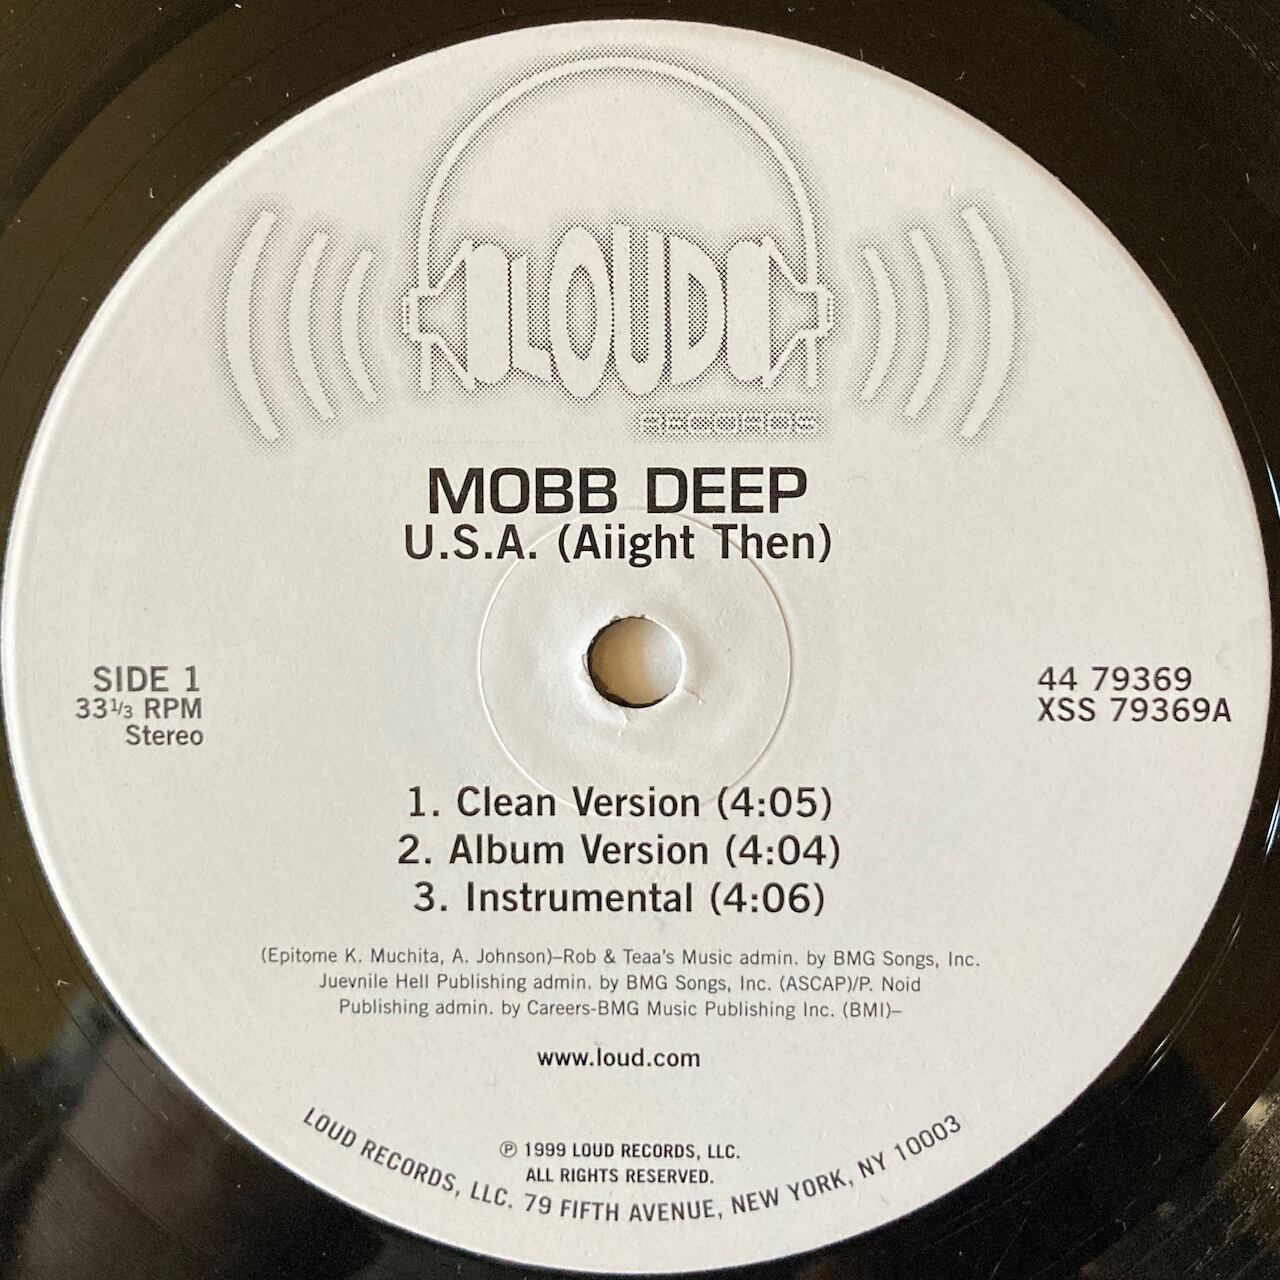 LOUD
RECORDS
MOBB DEEP
U.S.A. (Aiight Then)
SIDE 1
33⅓ RPM
Stereo
44 79369
XSS 79369A
1. Clean Version (4:05)
2. Album Version (4:04)
3. Instrumental (4:06)
(Epitome K. Muchita, A. Johnson)–Rob & Teaa's Music admin. by BMG Songs, Inc.
Juevnile Hell Publishing admin. by BMG Songs, Inc. (ASCAP)/P. Noid
Publishing admin. by Careers-BMG Music Publishing Inc. (BMI)–
www.loud.com
℗ 1999 LOUD RECORDS, LLC.
ALL RIGHTS RESERVED.
LOUD RECORDS, LLC. 79 FIFTH AVENUE, NEW YORK, NY 10003